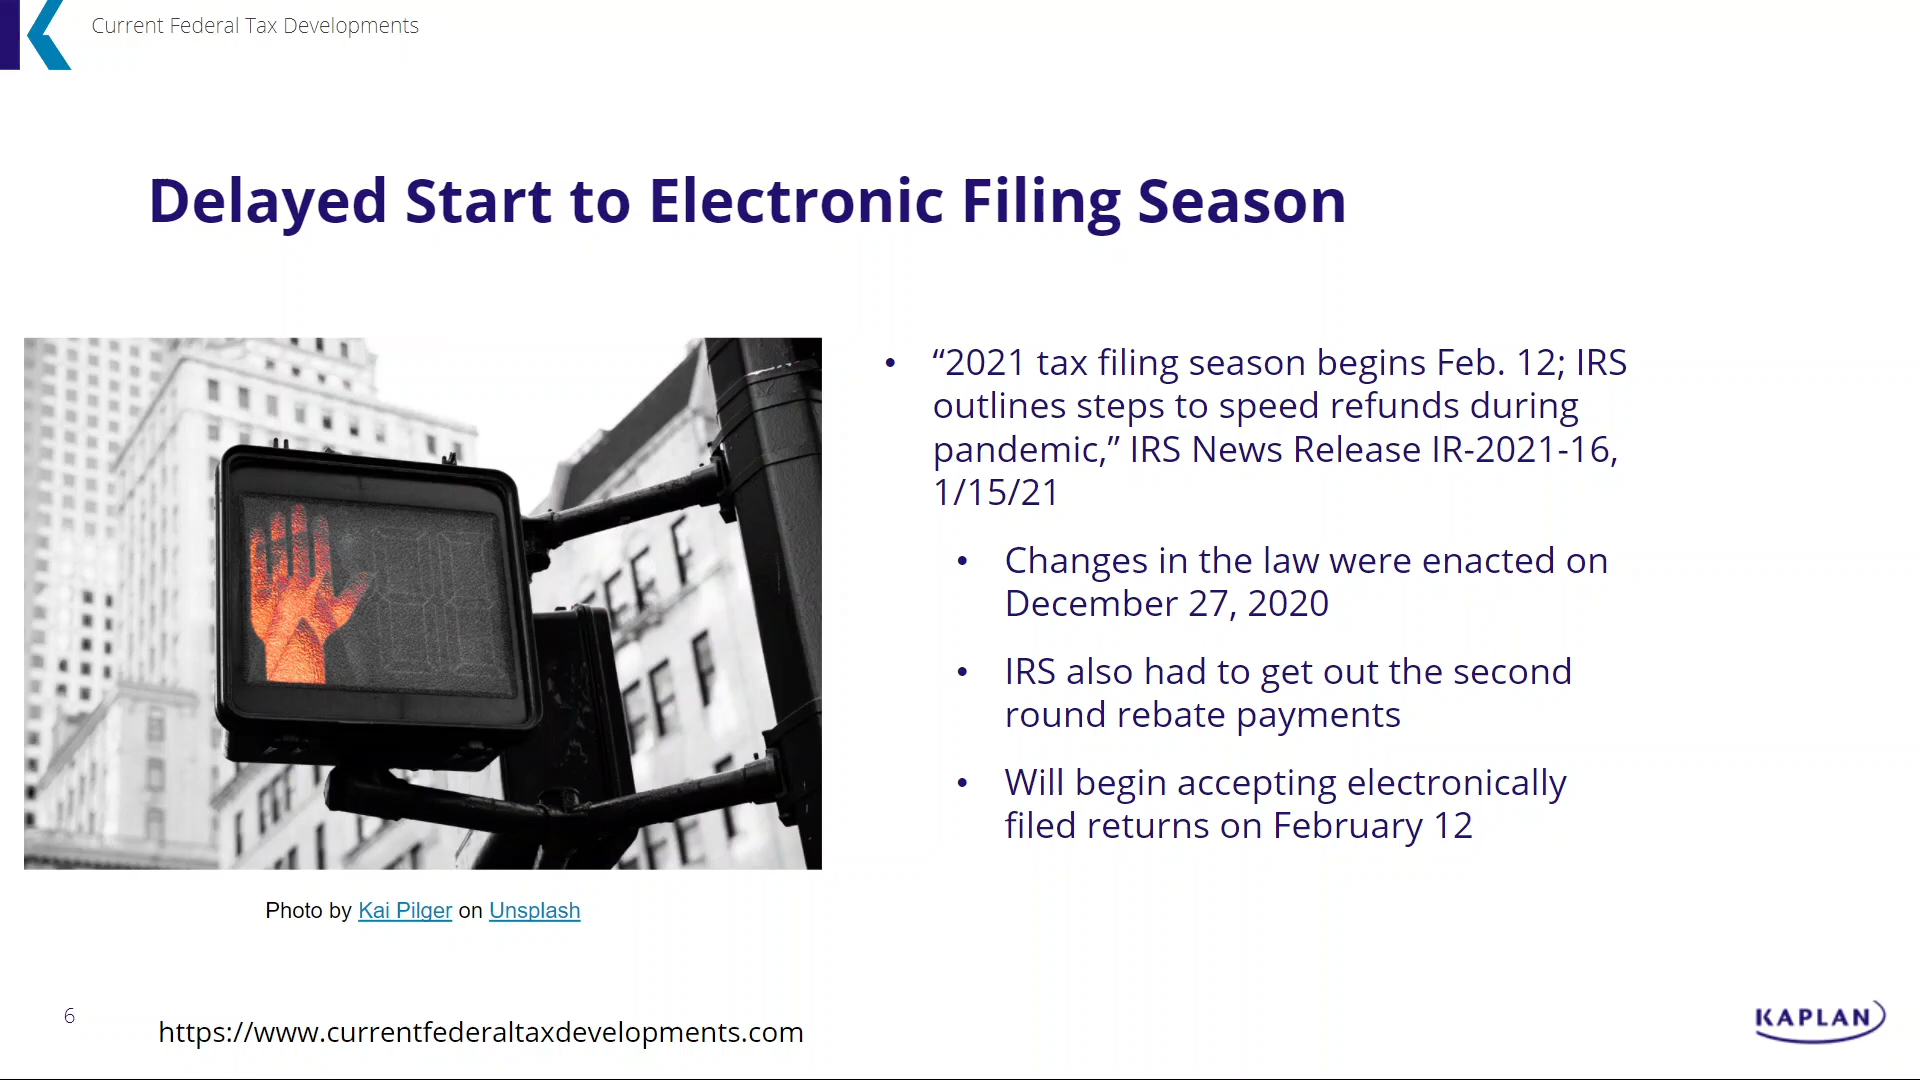 Current Federal Tax Developments
Delayed Start to Electronic Filing Season
• “2021 tax filing season begins Feb. 12; IRS
outlines steps to speed refunds during
pandemic,” IRS News Release IR-2021-16,
1/15/21
• Changes in the law were enacted on
December 27, 2020
• IRS also had to get out the second
round rebate payments
• Will begin accepting electronically
filed returns on February 12
Photo by Kai Pilger on Unsplash
6
https://www.currentfederaltaxdevelopments.com
KAPLAN